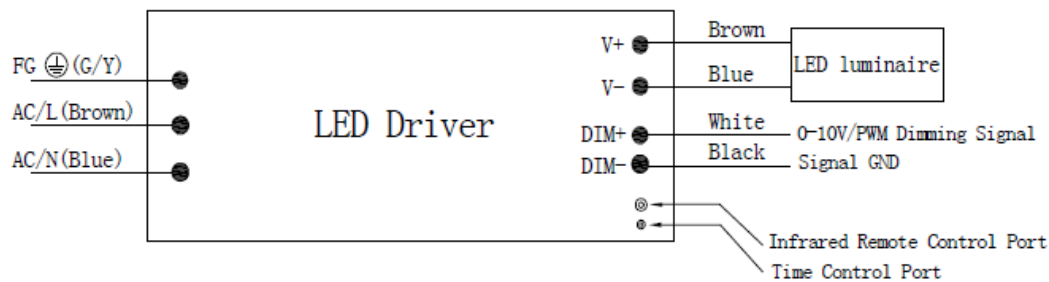 FG ⏚ (G/Y)
AC/L(Brown)
AC/N(Blue)
LED Driver
V+
V-
DIM+
DIM-
Brown
Blue
White
Black
LED luminaire
0-10V/PWM Dimming Signal
Signal GND
Infrared Remote Control Port
Time Control Port